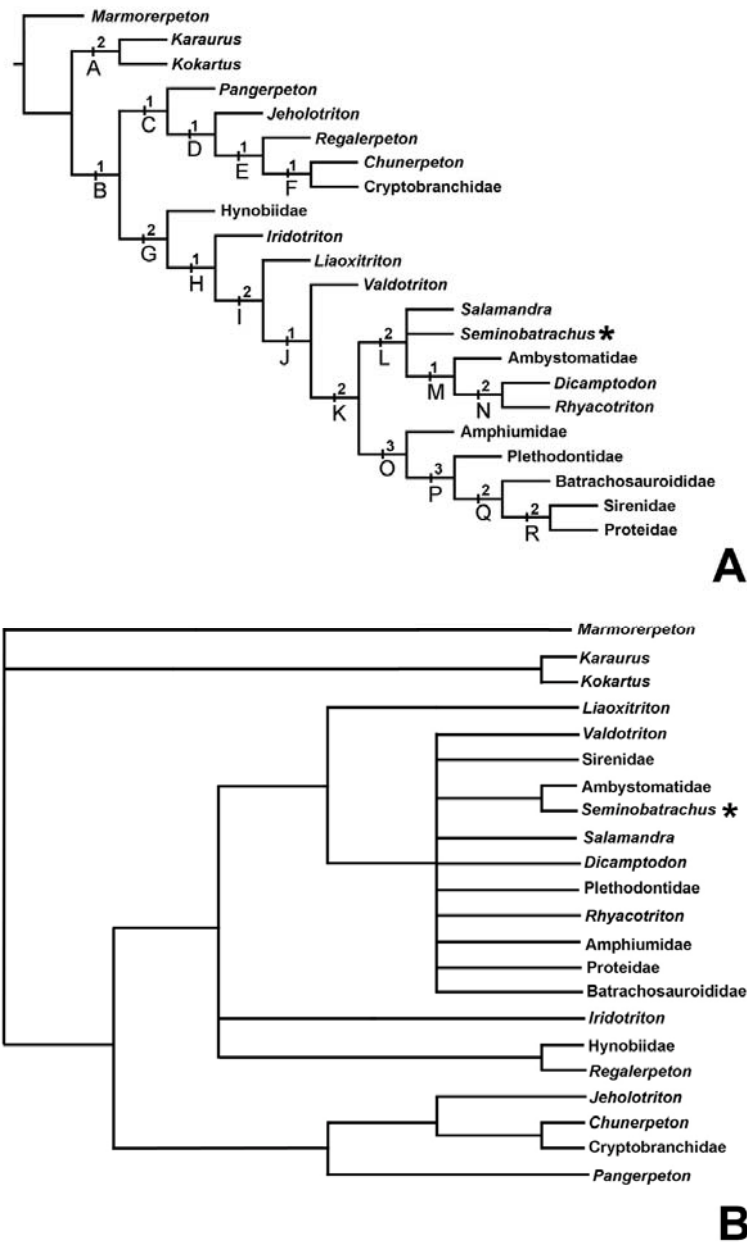 Marmorerpeton
2
Karaurus
A
Kokartus
Pangerpeton
1
C
Jeholotriton
1
D
Regalerpeton
1
E
Chunerpeton
1
F
Cryptobranchidae
1
B
Hynobiidae
2
G
Iridotriton
1
H
Liaoxitriton
2
I
Valdotriton
1
J
Salamandra
2
L
Seminobatrachus *
Ambystomatidae
1
M
Dicamptodon
2
N
Rhyacotriton
2
K
Amphiumidae
3
O
Plethodontidae
3
P
Batrachosauroididae
2
Q
Sirenidae
2
R
Proteidae
A
Marmorerpeton
Karaurus
Kokartus
Liaoxitriton
Valdotriton
Sirenidae
Ambystomatidae
Seminobatrachus *
Salamandra
Dicamptodon
Plethodontidae
Rhyacotriton
Amphiumidae
Proteidae
Batrachosauroididae
Iridotriton
Hynobiidae
Regalerpeton
Jeholotriton
Chunerpeton
Cryptobranchidae
Pangerpeton
B